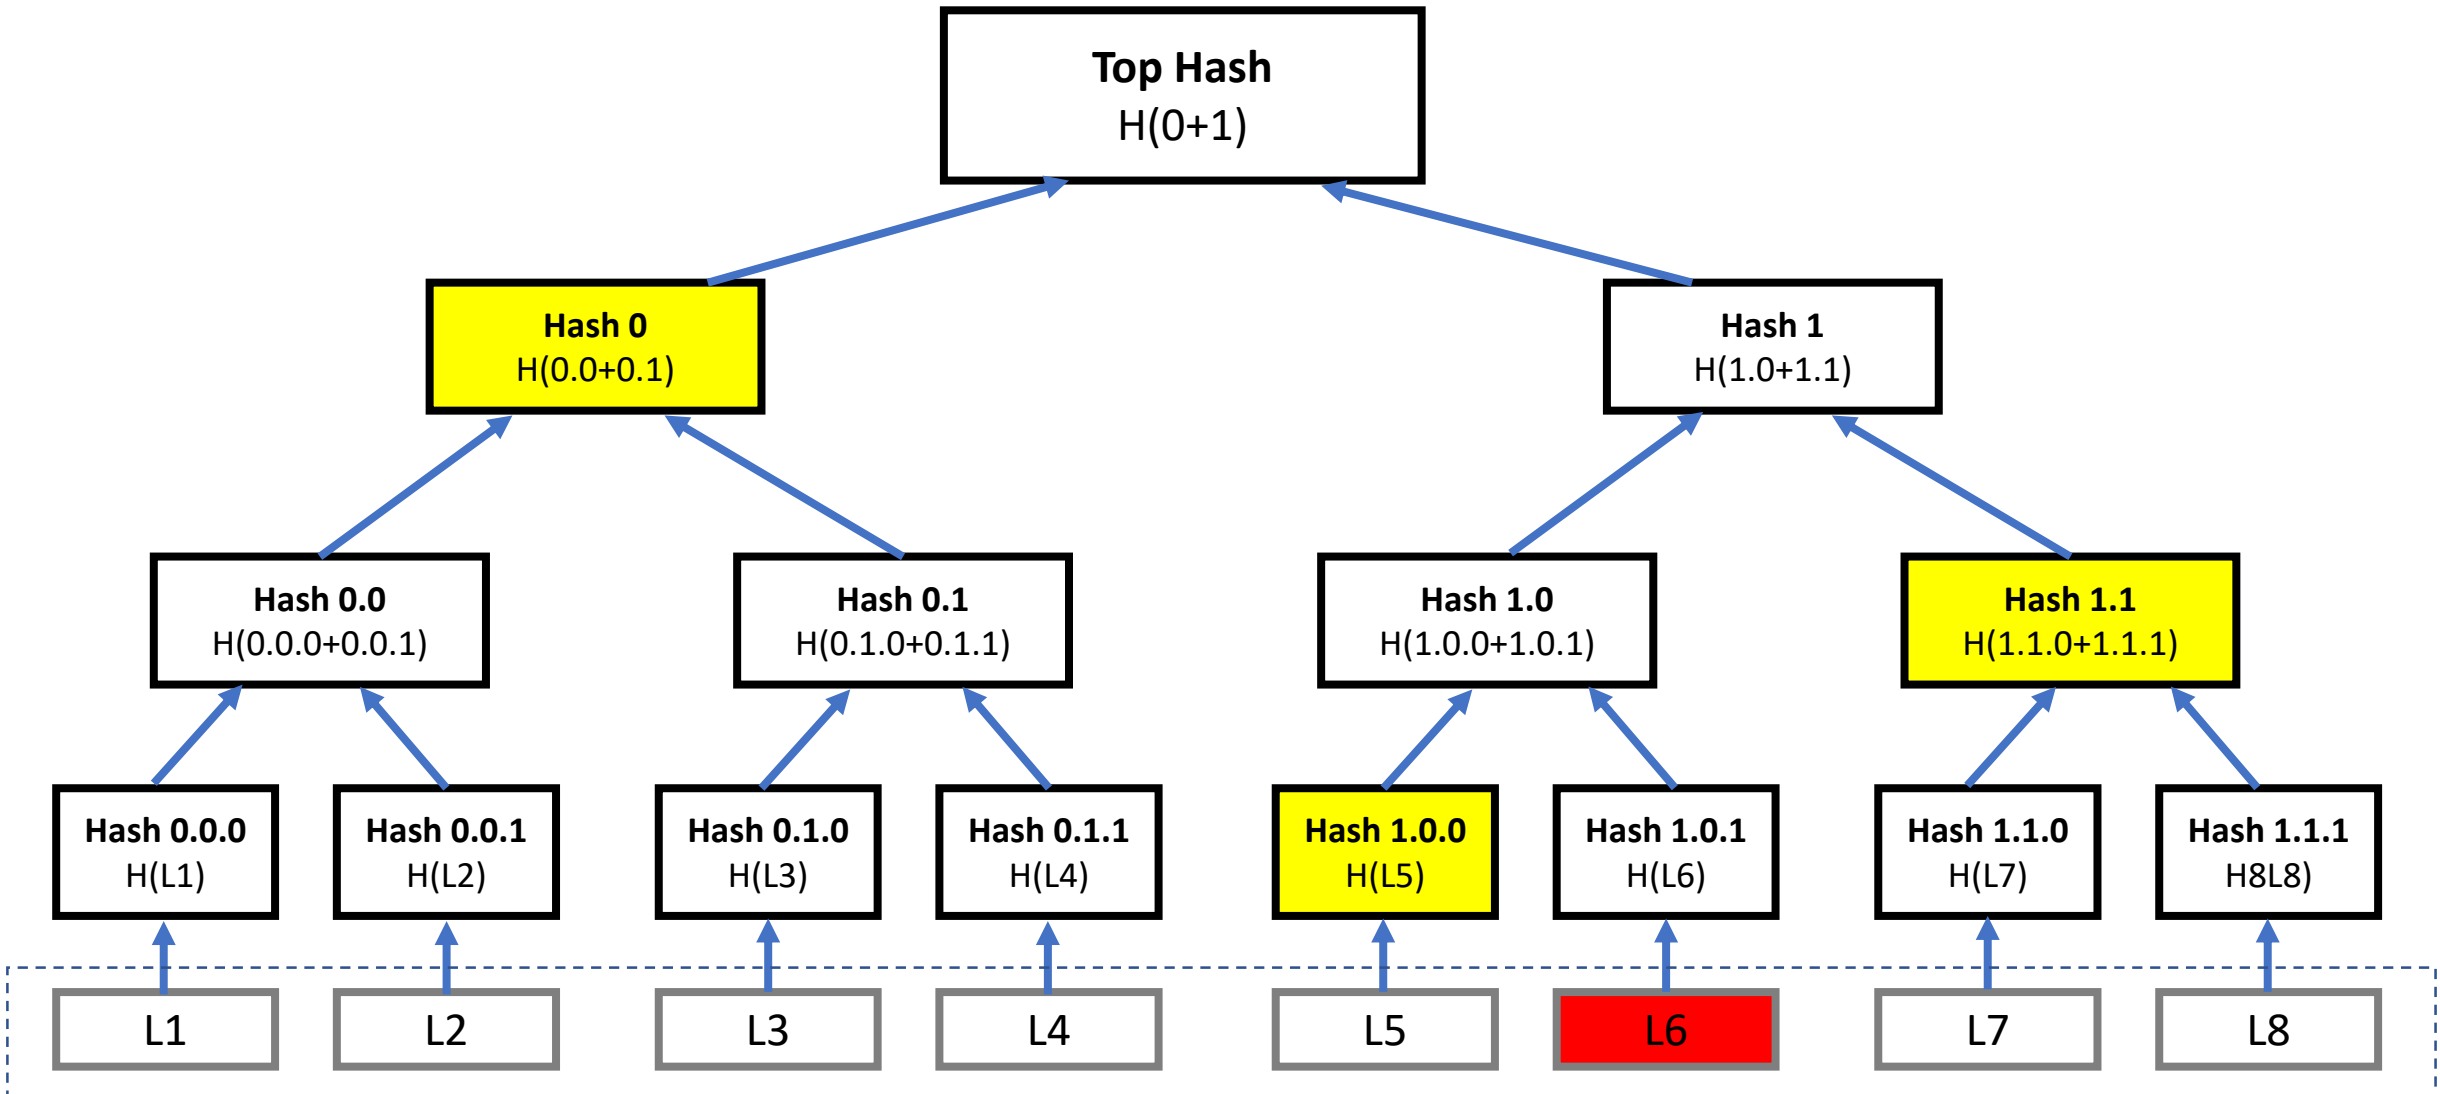 Top Hash
H(0+1)
Hash 0
H(0.0+0.1)
Hash 1
H(1.0+1.1)
Hash 0.0
H(0.0.0+0.0.1)
Hash 0.1
H(0.1.0+0.1.1)
Hash 1.0
H(1.0.0+1.0.1)
Hash 1.1
H(1.1.0+1.1.1)
Hash 0.0.0
H(L1)
Hash 0.0.1
H(L2)
Hash 0.1.0
H(L3)
Hash 0.1.1
H(L4)
Hash 1.0.0
H(L5)
Hash 1.0.1
H(L6)
Hash 1.1.0
H(L7)
Hash 1.1.1
H8L8)
L1
L2
L3
L4
L5
L6
L7
L8